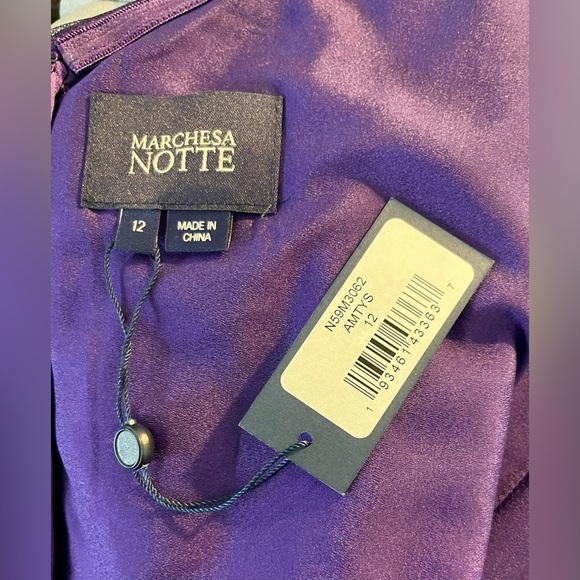 MARCHESA
NOTTE
12
MADE IN
CHINA
N59M3062
AMTYS
12
1 93461 43363 7